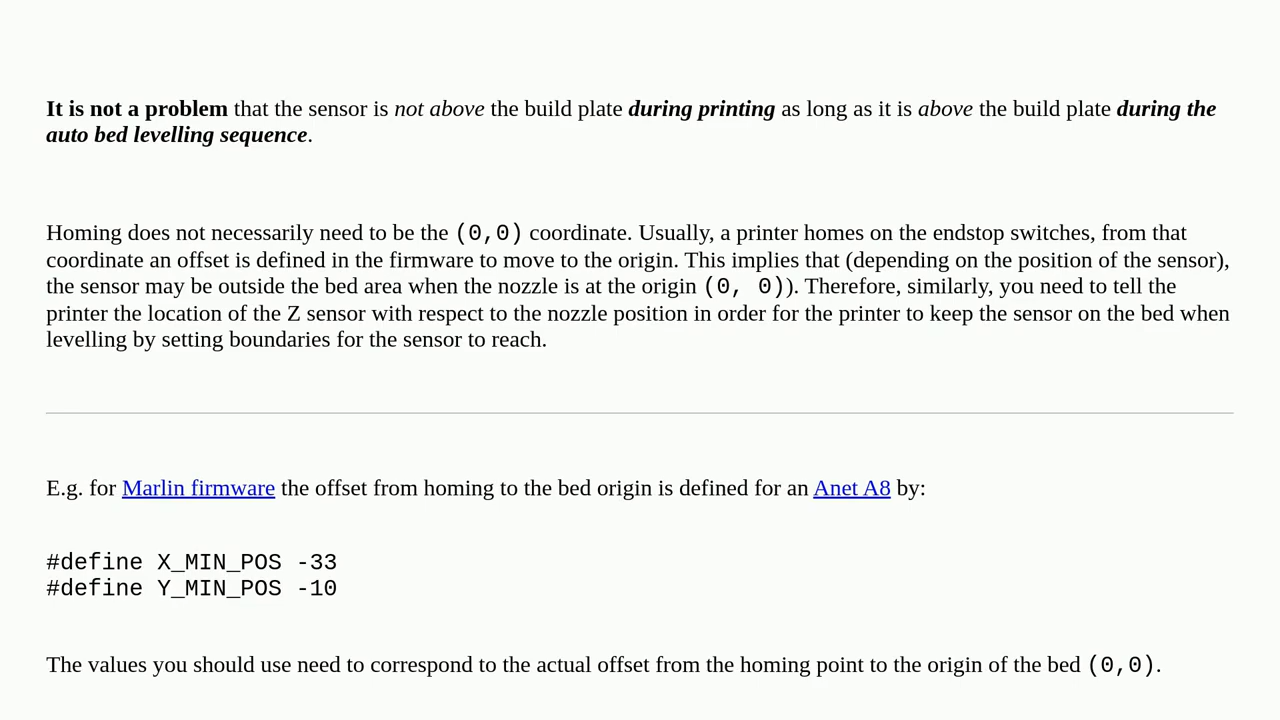 It is not a problem that the sensor is not above the build plate during printing as long as it is above the build plate during the
auto bed levelling sequence.
Homing does not necessarily need to be the (0,0) coordinate. Usually, a printer homes on the endstop switches, from that
coordinate an offset is defined in the firmware to move to the origin. This implies that (depending on the position of the sensor),
the sensor may be outside the bed area when the nozzle is at the origin (0, 0)). Therefore, similarly, you need to tell the
printer the location of the Z sensor with respect to the nozzle position in order for the printer to keep the sensor on the bed when
levelling by setting boundaries for the sensor to reach.
E.g. for Marlin firmware the offset from homing to the bed origin is defined for an Anet A8 by:
#define X_MIN_POS -33
#define Y_MIN_POS -10
The values you should use need to correspond to the actual offset from the homing point to the origin of the bed (0,0).